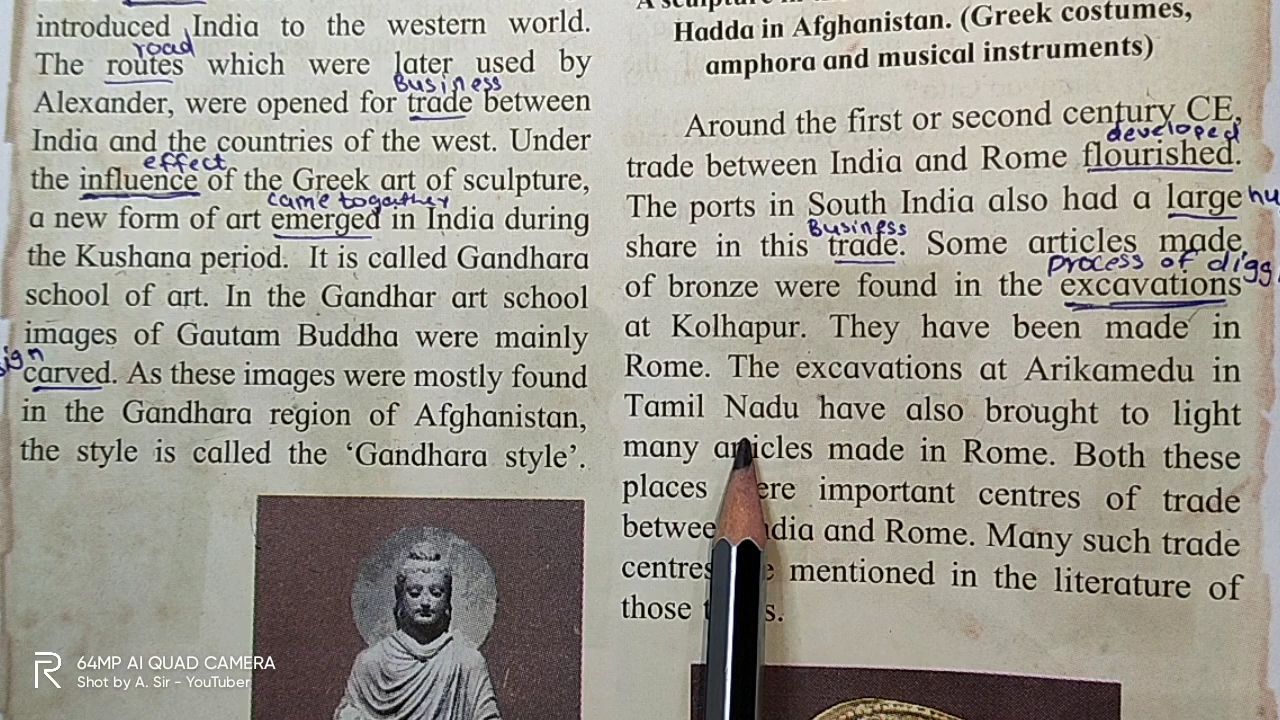 introduced India to the western world.
road
The routes which were later used by
Business
Alexander, were opened for trade between
India and the countries of the west. Under
effect
the influence of the Greek art of sculpture,
came togather
a new form of art emerged in India during
the Kushana period. It is called Gandhara
school of art. In the Gandhar art school
images of Gautam Buddha were mainly
carved. As these images were mostly found
in the Gandhara region of Afghanistan,
the style is called the ‘Gandhara style’.
Hadda in Afghanistan. (Greek costumes,
amphora and musical instruments)
Around the first or second century CE,
developed
trade between India and Rome flourished.
The ports in South India also had a large
Business
share in this trade. Some articles made
process of digg
of bronze were found in the excavations
at Kolhapur. They have been made in
Rome. The excavations at Arikamedu in
Tamil Nadu have also brought to light
many articles made in Rome. Both these
places were important centres of trade
between India and Rome. Many such trade
centres mentioned in the literature of
those
64MP AI QUAD CAMERA
Shot by A. Sir - YouTuber